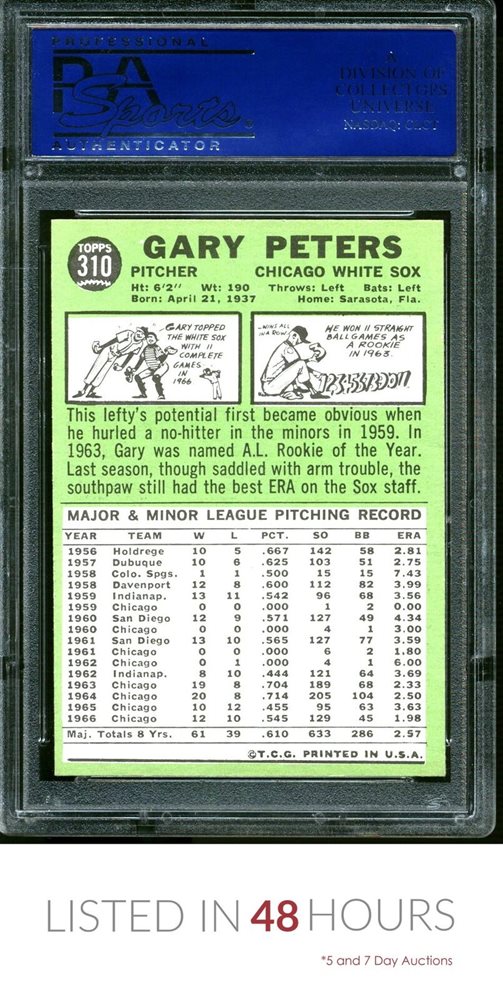 PROFESSIONAL
PSA
Sports®
AUTHENTICATOR
A
DIVISION OF
COLLECTORS
UNIVERSE
NASDAQ: CLCT
TOPPS
310
GARY PETERS
PITCHER CHICAGO WHITE SOX
Ht: 6'2" Wt: 190 Throws: Left Bats: Left
Born: April 21, 1937 Home: Sarasota, Fla.
GARY TOPPED
THE WHITE SOX
WITH 11
COMPLETE
GAMES
IN
1966
-WINS ALL
IN A ROW-
HE WON 11 STRAIGHT
BALLGAMES AS
A ROOKIE
IN 1963.
This lefty's potential first became obvious when
he hurled a no-hitter in the minors in 1959. In
1963, Gary was named A.L. Rookie of the Year.
Last season, though saddled with arm trouble, the
southpaw still had the best ERA on the Sox staff.
MAJOR & MINOR LEAGUE PITCHING RECORD
YEAR TEAM W L PCT. SO BB ERA
1956 Holdrege 10 5 .667 142 58 2.81
1957 Dubuque 10 6 .625 103 51 2.75
1958 Colo. Spgs. 1 1 .500 15 15 7.43
1958 Davenport 12 8 .600 112 82 3.99
1959 Indianap. 13 11 .542 96 68 3.56
1959 Chicago 0 0 .000 1 2 0.00
1960 San Diego 12 9 .571 127 49 4.34
1960 Chicago 0 0 .000 4 1 3.00
1961 San Diego 13 10 .565 127 77 3.59
1961 Chicago 0 0 .000 6 2 1.80
1962 Chicago 0 1 .000 4 1 6.00
1962 Indianap. 8 10 .444 121 64 3.69
1963 Chicago 19 8 .704 189 68 2.33
1964 Chicago 20 8 .714 205 104 2.50
1965 Chicago 10 12 .455 95 63 3.63
1966 Chicago 12 10 .545 129 45 1.98
Maj. Totals 8 Yrs. 61 39 .610 633 286 2.57
©T.C.G. PRINTED IN U.S.A.
LISTED IN 48 HOURS
*5 and 7 Day Auctions